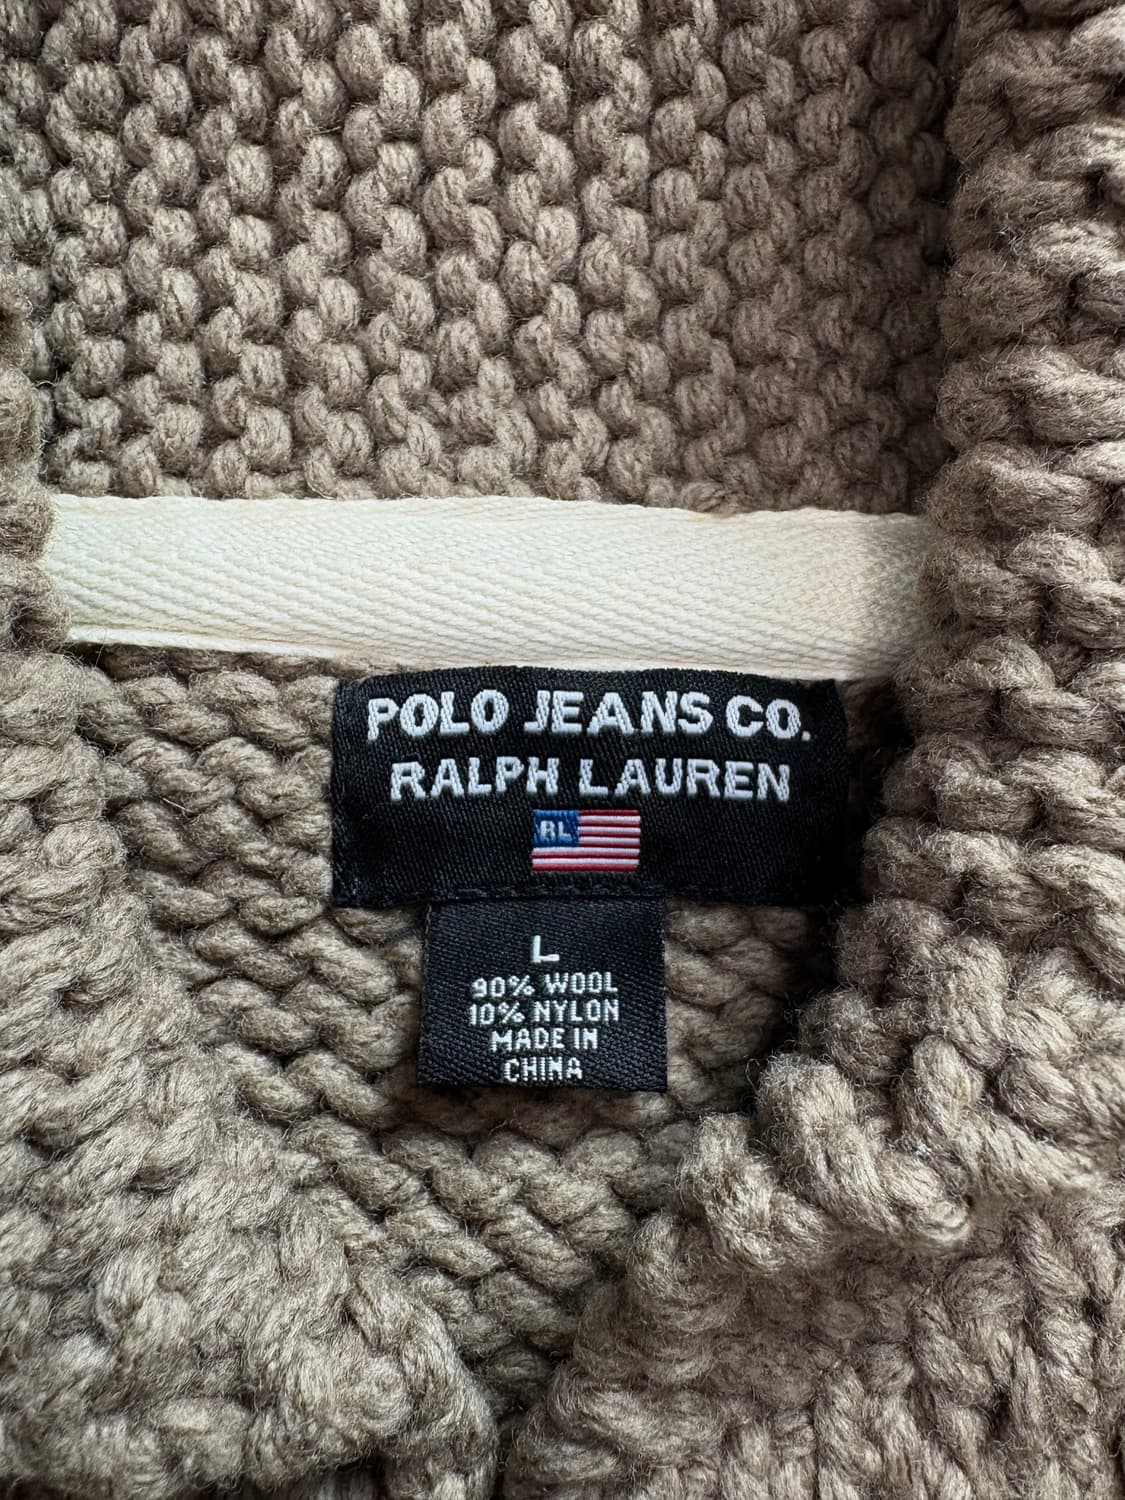 POLO JEANS CO.
RALPH LAUREN
RL
L
90% WOOL
10% NYLON
MADE IN
CHINA